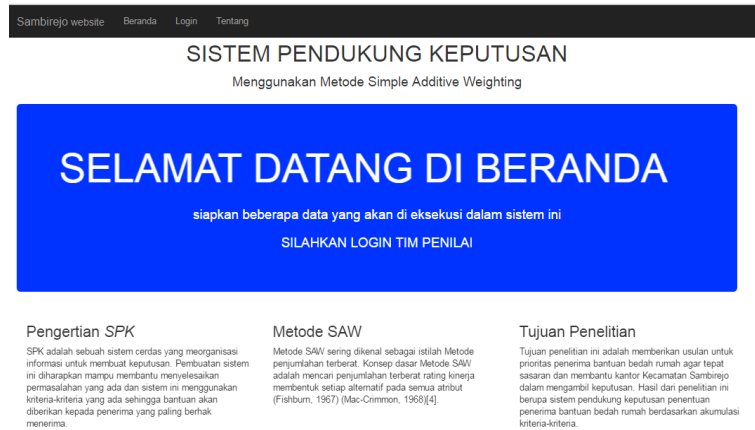 Sambirejo website Beranda Login Tentang
SISTEM PENDUKUNG KEPUTUSAN
Menggunakan Metode Simple Additive Weighting
SELAMAT DATANG DI BERANDA
siapkan beberapa data yang akan di eksekusi dalam sistem ini
SILAHKAN LOGIN TIM PENILAI
Pengertian SPK
SPK adalah sebuah sistem cerdas yang meorganisasi
informasi untuk membuat keputusan. Pembuatan sistem
ini diharapkan mampu membantu menyelesaikan
permasalahan yang ada dan sistem ini menggunakan
kriteria-kriteria yang ada sehingga bantuan akan
diberikan kepada penerima yang paling berhak
menerima.
Metode SAW
Metode SAW sering dikenal sebagai istilah Metode
penjumlahan terberat. Konsep dasar Metode SAW
adalah mencari penjumlahan terberat rating kinerja
membentuk setiap alternatif pada semua atribut
(Fishburn, 1967) (Mac-Crimmon, 1968)[4].
Tujuan Penelitian
Tujuan penelitian ini adalah memberikan usulan untuk
prioritas penerima bantuan bedah rumah agar tepat
sasaran dan membantu kantor Kecamatan Sambirejo
dalam mengambil keputusan. Hasil dari penelitian ini
berupa sistem pendukung keputusan penentuan
penerima bantuan bedah rumah berdasarkan akumulasi
kriteria-kriteria.